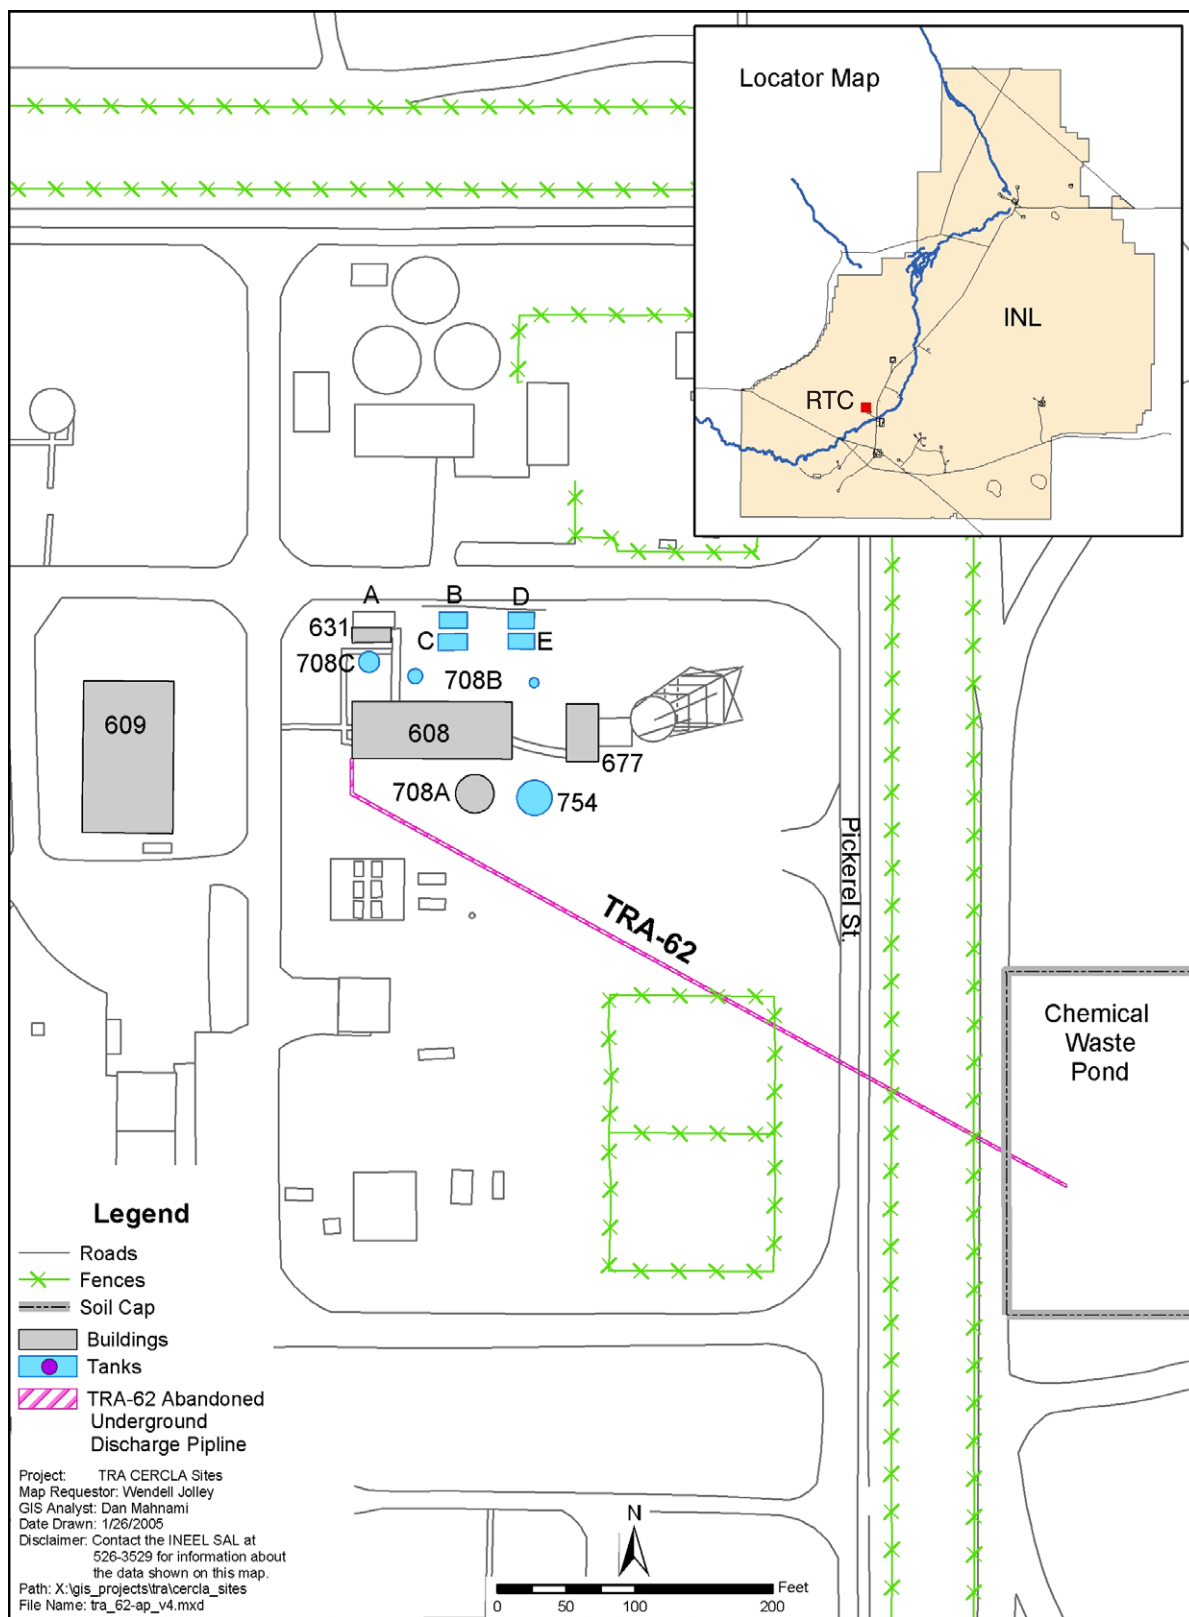 Locator Map
INL
RTC
A
B
D
631
C
E
708C
708B
609
608
677
708A
754
Pickerel St.
TRA-62
Chemical
Waste
Pond
Legend
Roads
Fences
Soil Cap
Buildings
Tanks
TRA-62 Abandoned
Underground
Discharge Pipline
Project: TRA CERCLA Sites
Map Requestor: Wendell Jolley
GIS Analyst: Dan Mahnami
Date Drawn: 1/26/2005
Disclaimer: Contact the INEEL SAL at
526-3529 for information about
the data shown on this map.
Path: X:\gis_projects\tra\cercla_sites
File Name: tra_62-ap_v4.mxd
N
Feet
0 50 100 200